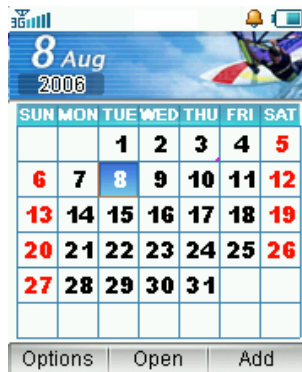 3G
8 Aug
2006
SUN MON TUE WED THU FRI SAT
1 2 3 4 5
6 7 8 9 10 11 12
13 14 15 16 17 18 19
20 21 22 23 24 25 26
27 28 29 30 31
Options Open Add